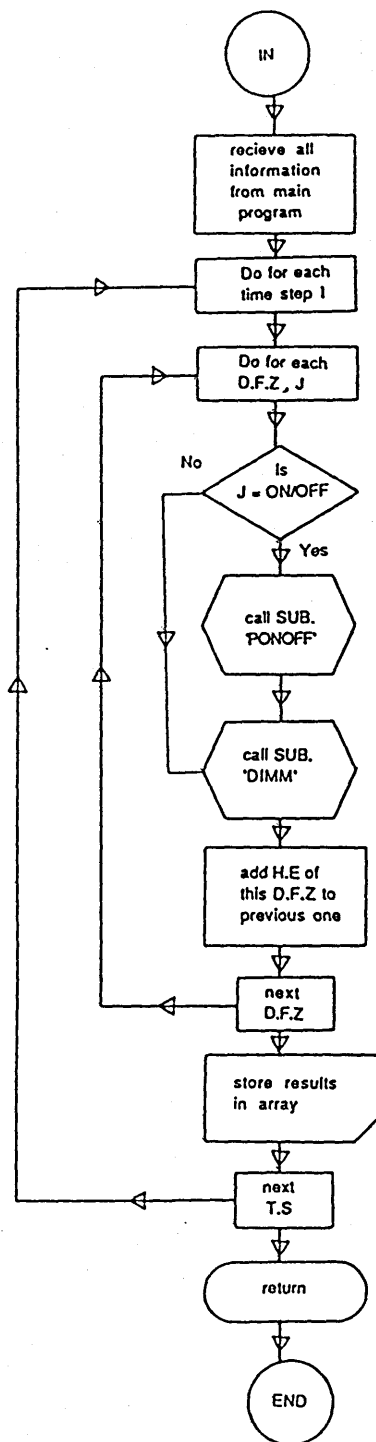 IN
recieve all
information
from main
program
Do for each
time step I
Do for each
D.F.Z, J
Is
J = ON/OFF
No
Yes
call SUB.
'PONOFF'
call SUB.
'DIMM'
add H.E of
this D.F.Z to
previous one
next
D.F.Z
store results
in array
next
T.S
return
END